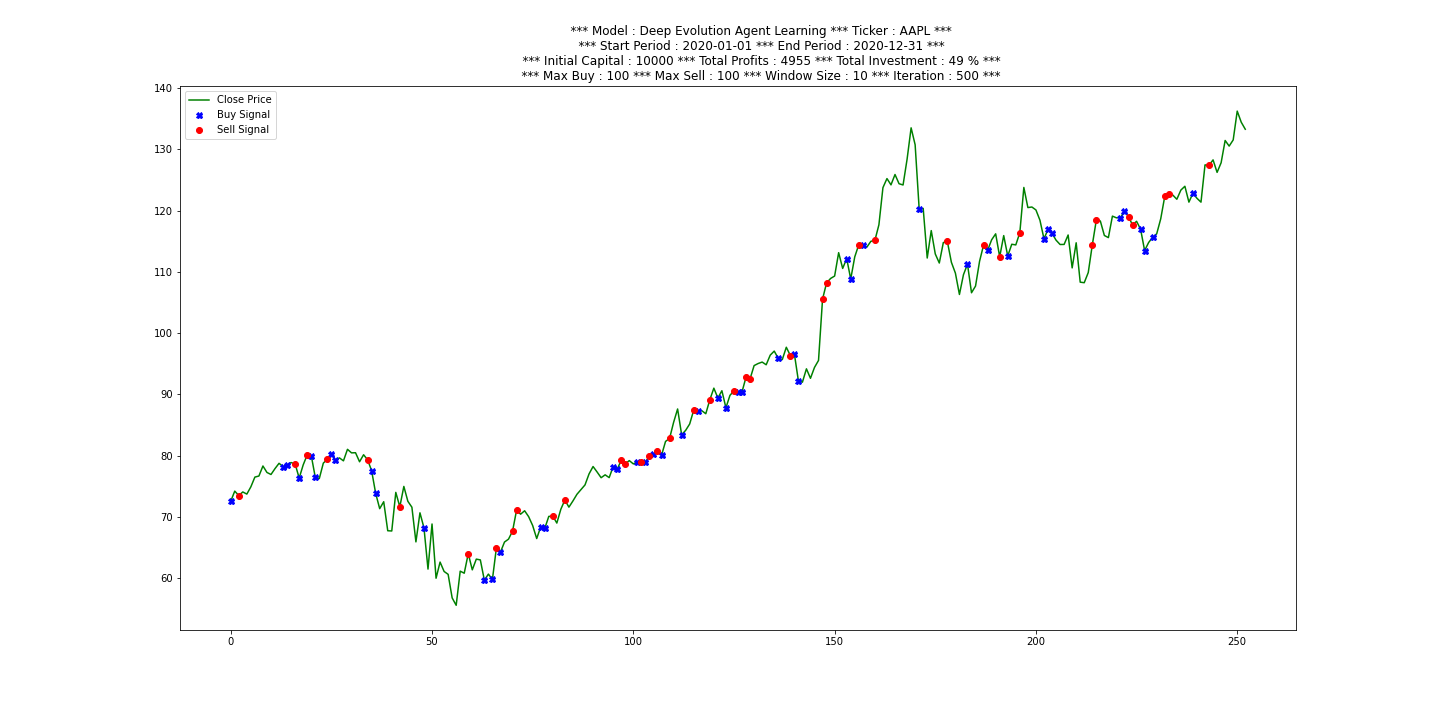 *** Model : Deep Evolution Agent Learning *** Ticker : AAPL ***
*** Start Period : 2020-01-01 *** End Period : 2020-12-31 ***
*** Initial Capital : 10000 *** Total Profits : 4955 *** Total Investment : 49 % ***
*** Max Buy : 100 *** Max Sell : 100 *** Window Size : 10 *** Iteration : 500 ***
Close Price
Buy Signal
Sell Signal
140
130
120
110
100
90
80
70
60
0 50 100 150 200 250